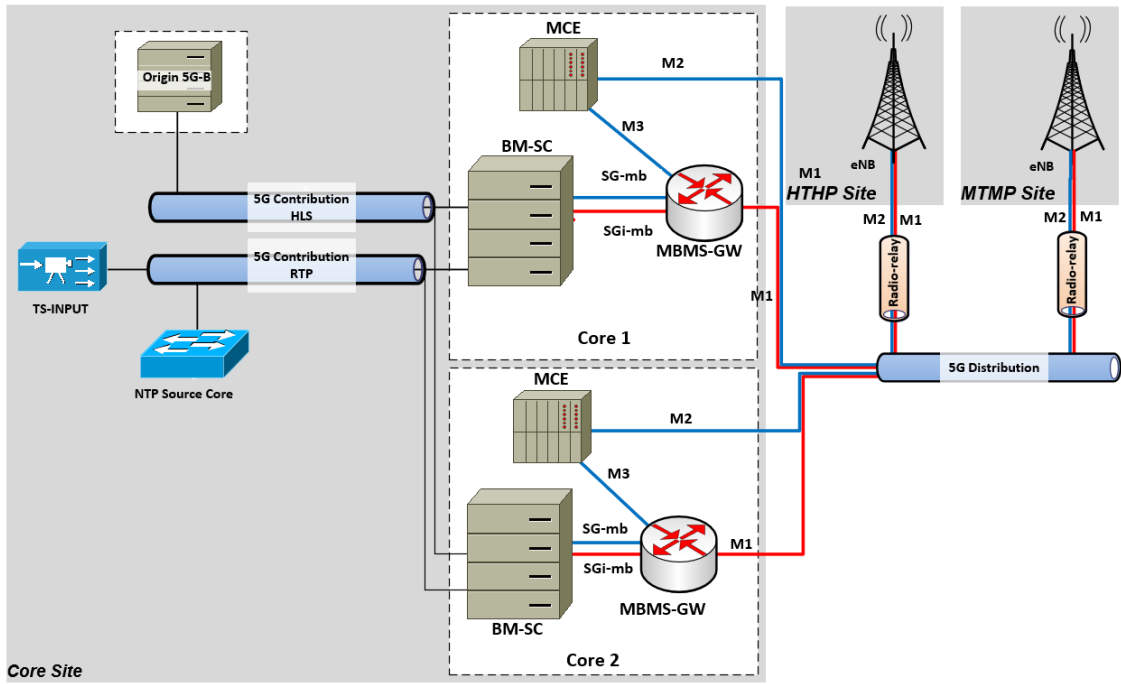 MCE
M2
Origin 5G-B
M3
BM-SC
SG-mb
SGi-mb
MBMS-GW
M1
Core 1
5G Contribution
HLS
5G Contribution
RTP
TS-INPUT
NTP Source Core
eNB
M1
HTHP Site
M2
M1
Radio-relay
eNB
MTMP Site
M2
M1
Radio-relay
5G Distribution
MCE
M2
M3
SG-mb
SGi-mb
M1
MBMS-GW
BM-SC
Core 2
Core Site